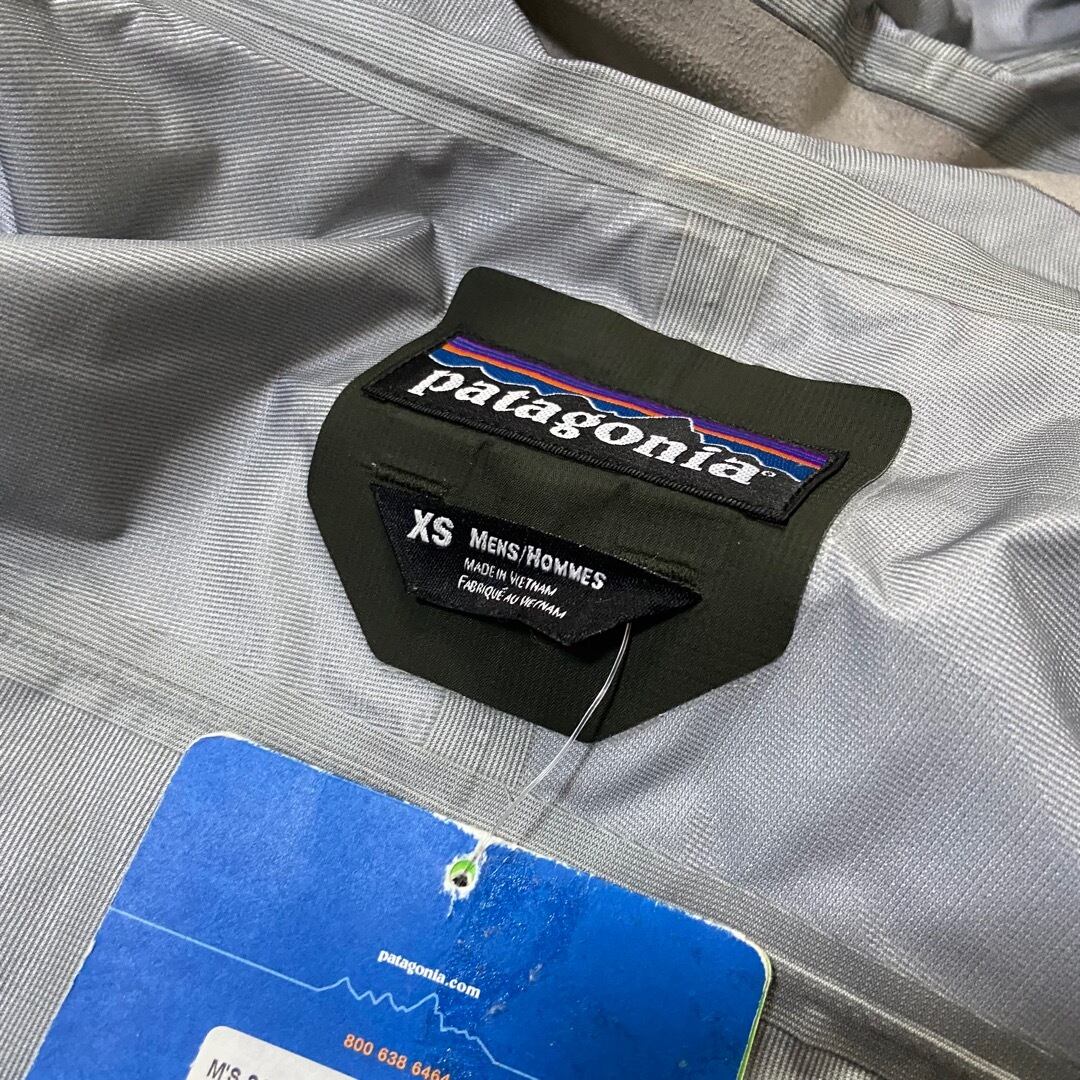 patagonia®
XS MENS/HOMMES
MADE IN VIETNAM
FABRIQUÉ AU VIETNAM
patagonia.com
800 638 6464
M'S